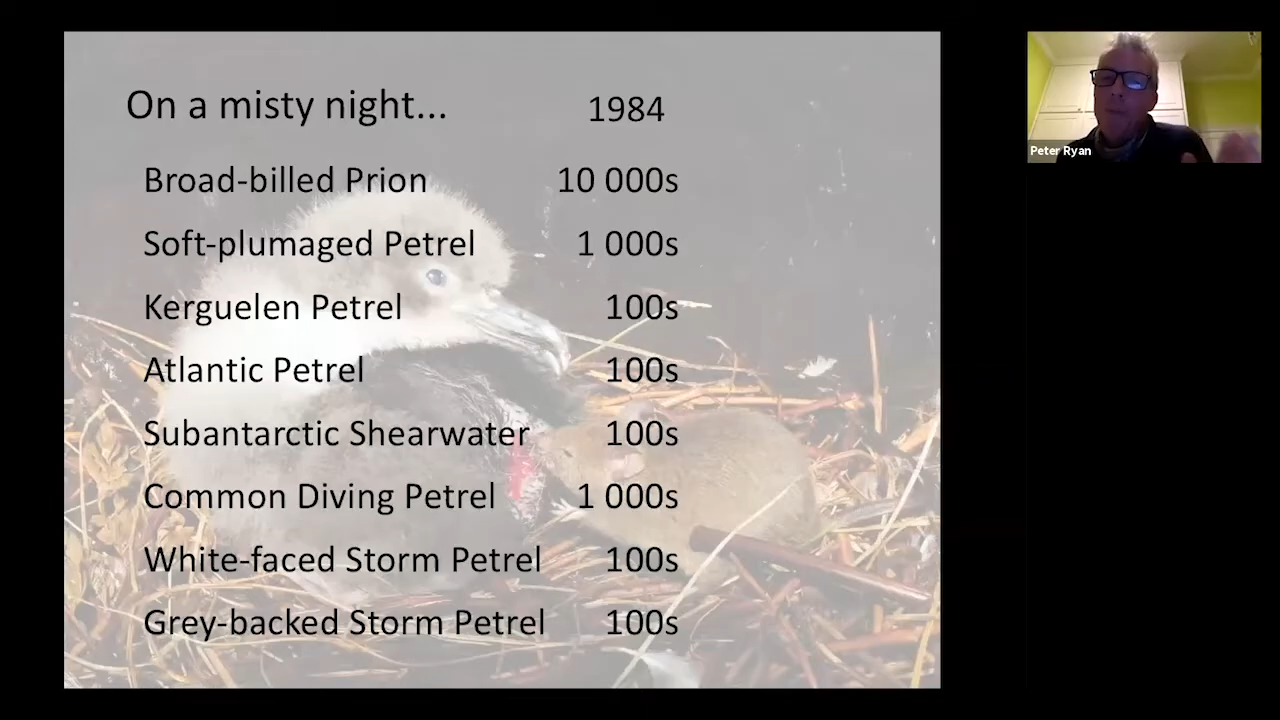 On a misty night... 1984
Broad-billed Prion 10 000s
Soft-plumaged Petrel 1 000s
Kerguelen Petrel 100s
Atlantic Petrel 100s
Subantarctic Shearwater 100s
Common Diving Petrel 1 000s
White-faced Storm Petrel 100s
Grey-backed Storm Petrel 100s
Peter Ryan